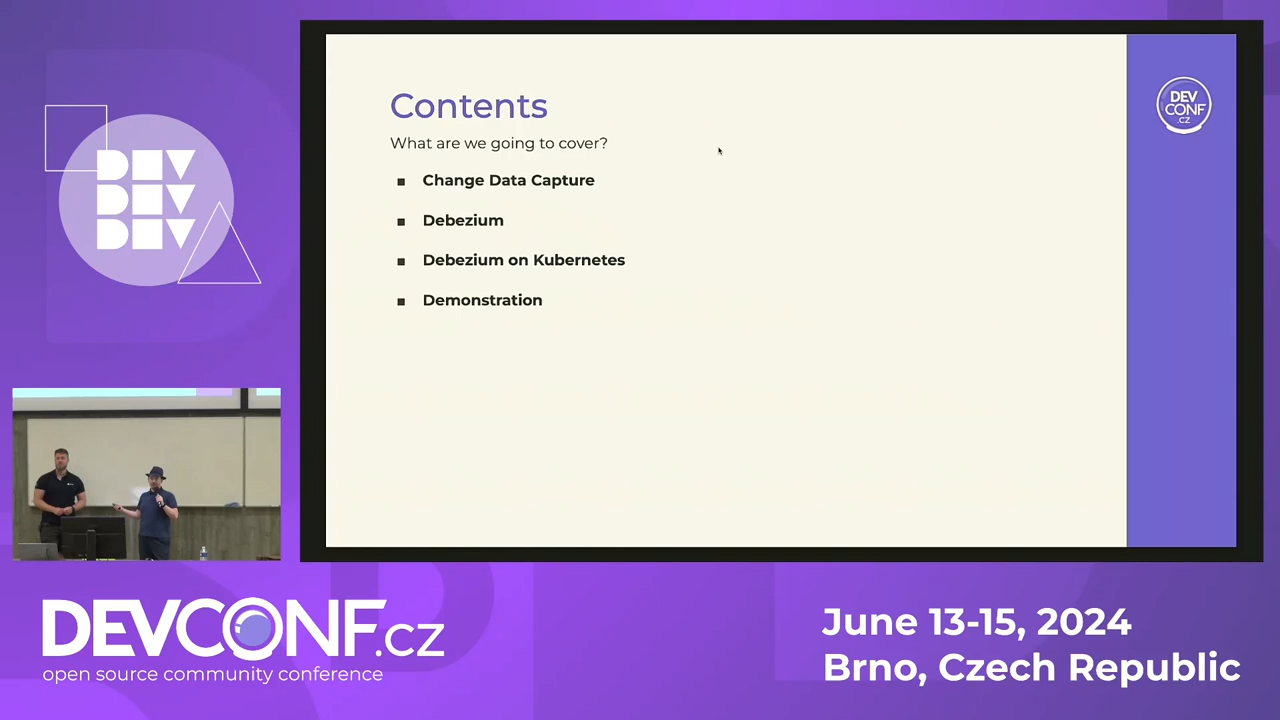 Contents
What are we going to cover?
Change Data Capture
Debezium
Debezium on Kubernetes
Demonstration
DEV
CONF
.CZ
DEV
DEV
DEV
DEVCONF.cz
open source community conference
June 13-15, 2024
Brno, Czech Republic